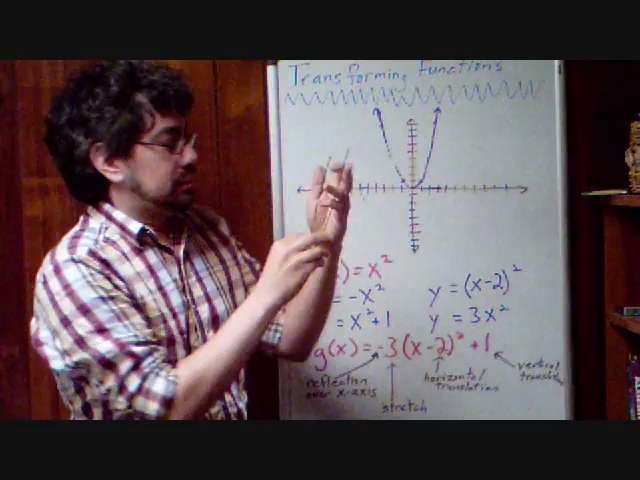 Transforming functions
) = x²
= -x²
y = (x-2)²
= x² + 1
y = 3x²
g(x) = -3(x-2)² + 1
reflection
over x-axis
stretch
horizontal
translation
vertical